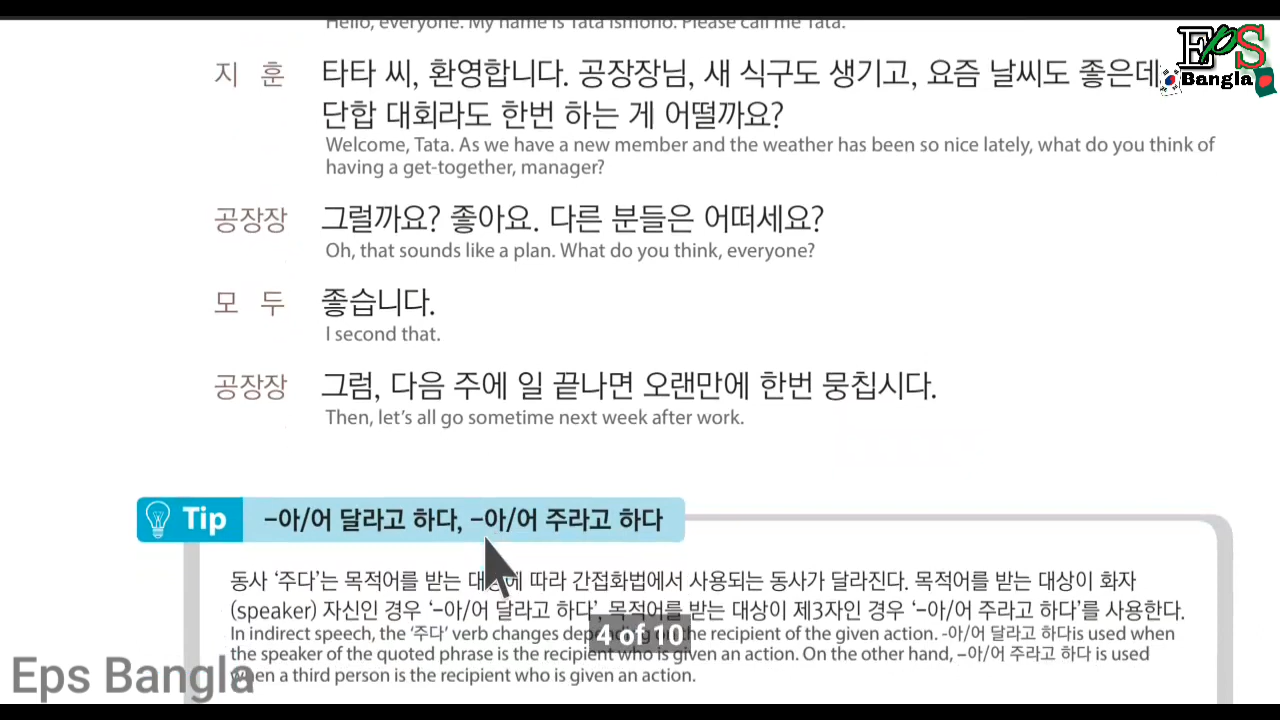 Hello, everyone. My name is Tata Ismono. Please call me Tata.
EPS
Bangla
지 훈 타타 씨, 환영합니다. 공장장님, 새 식구도 생기고, 요즘 날씨도 좋은데
단합 대회라도 한번 하는 게 어떨까요?
Welcome, Tata. As we have a new member and the weather has been so nice lately, what do you think of
having a get-together, manager?
공장장 그럴까요? 좋아요. 다른 분들은 어떠세요?
Oh, that sounds like a plan. What do you think, everyone?
모 두 좋습니다.
I second that.
공장장 그럼, 다음 주에 일 끝나면 오랜만에 한번 뭉칩시다.
Then, let's all go sometime next week after work.
Tip –아/어 달라고 하다, –아/어 주라고 하다
동사 ‘주다’는 목적어를 받는 대상에 따라 간접화법에서 사용되는 동사가 달라진다. 목적어를 받는 대상이 화자
(speaker) 자신인 경우 ‘–아/어 달라고 하다’, 목적어를 받는 대상이 제3자인 경우 ‘–아/어 주라고 하다’를 사용한다.
In indirect speech, the ‘주다’ verb changes depending on the recipient of the given action. -아/어 달라고 하다is used when
4 of 10
the speaker of the quoted phrase is the recipient who is given an action. On the other hand, –아/어 주라고 하다 is used
when a third person is the recipient who is given an action.
Eps Bangla